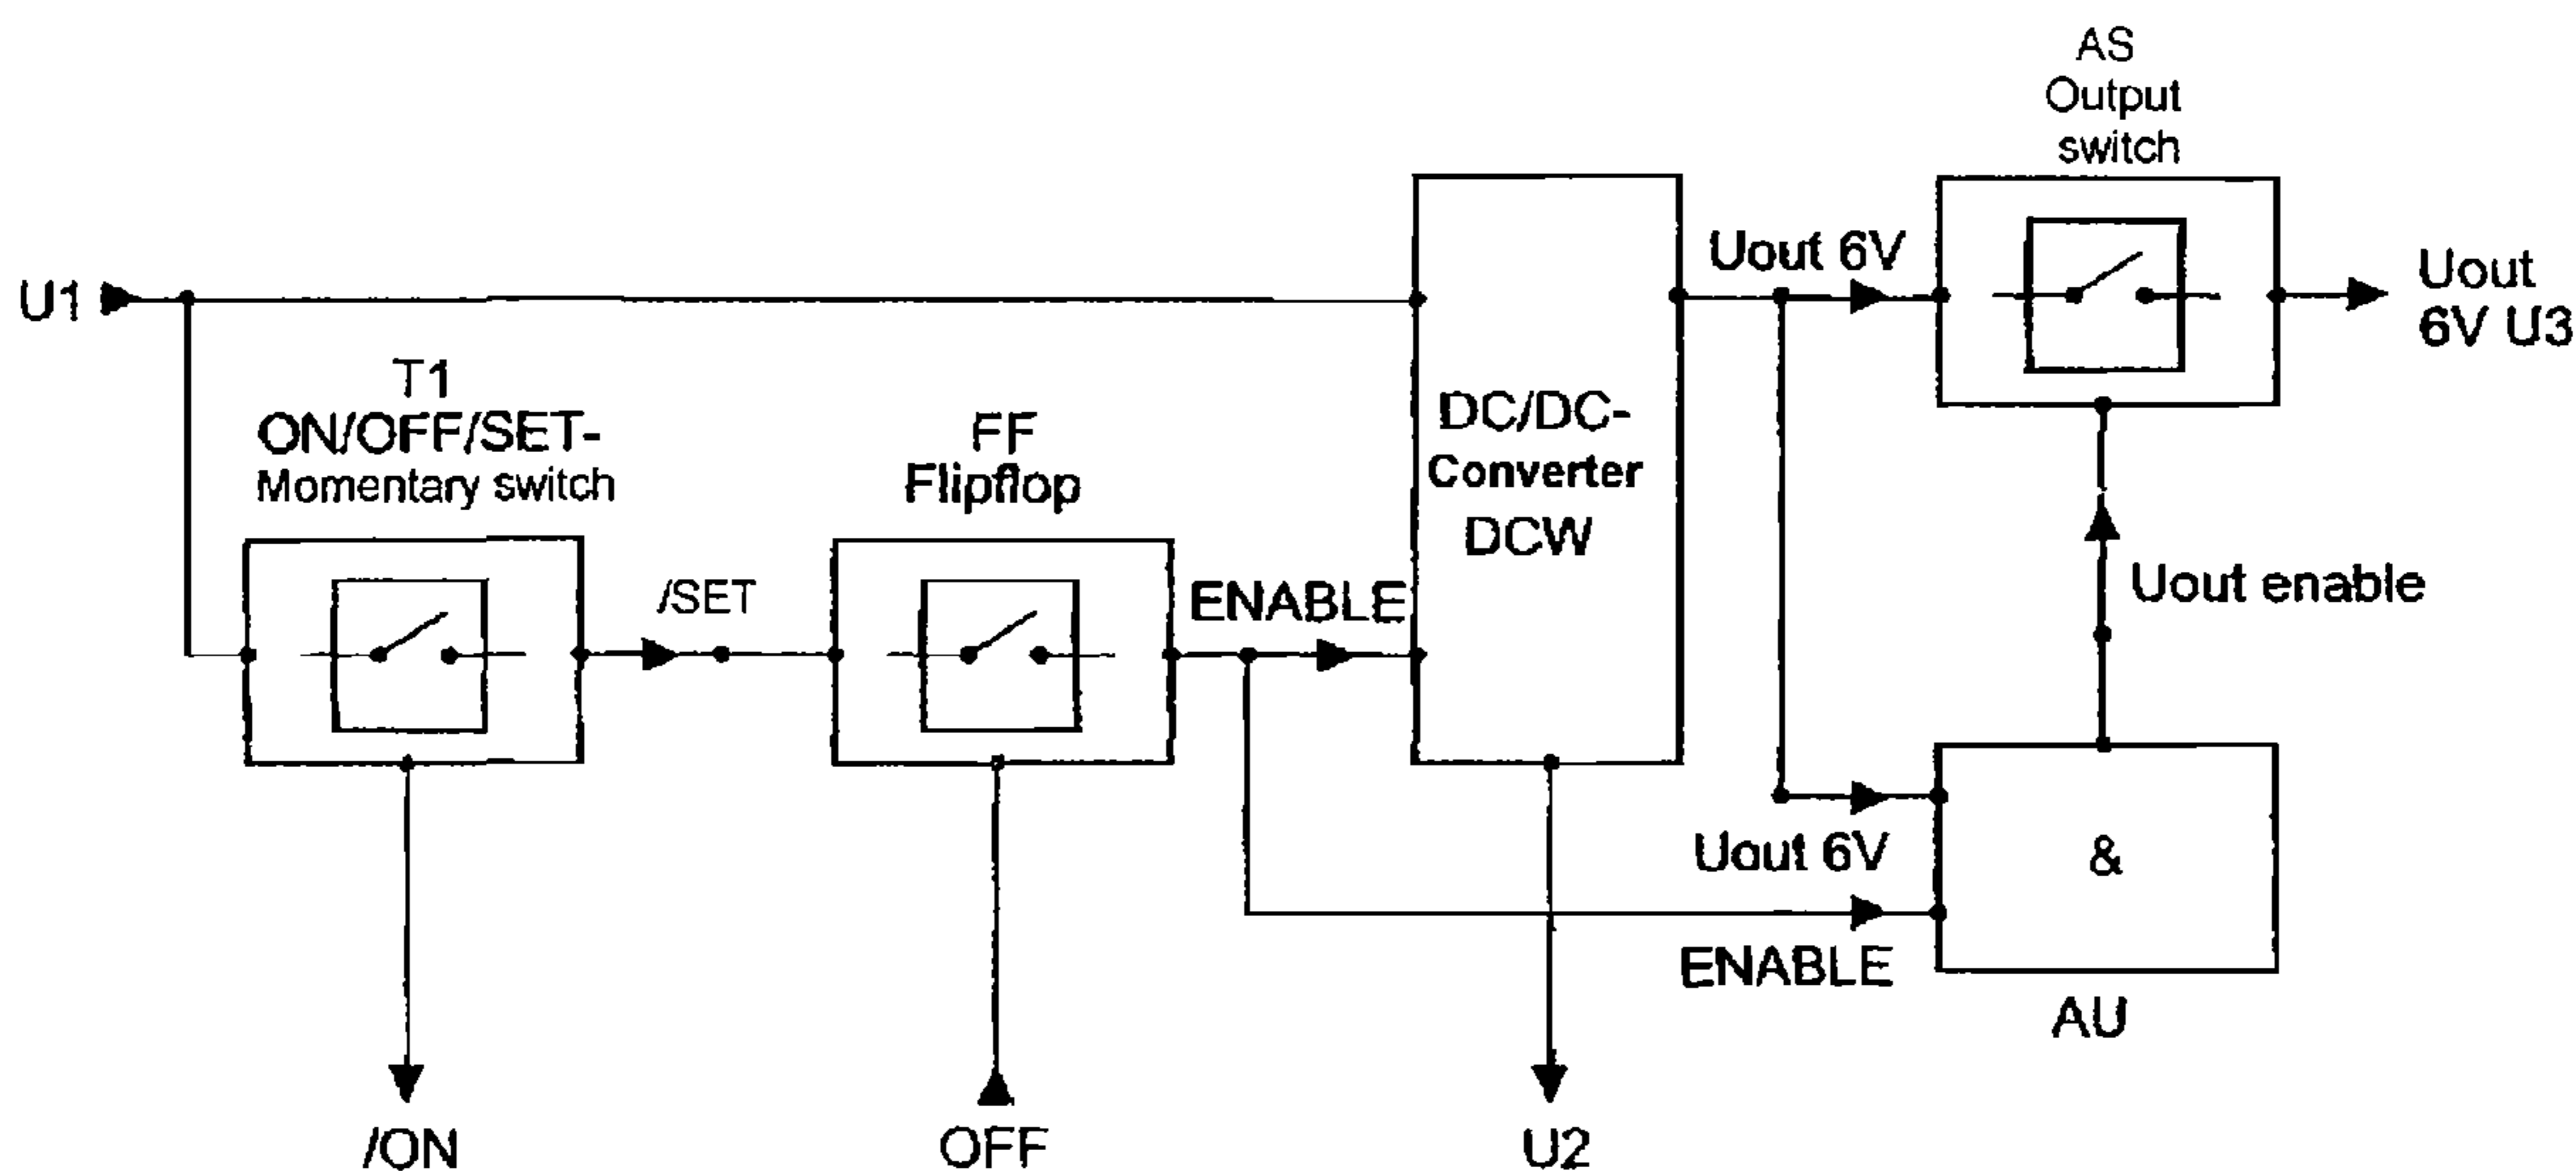 AS
Output
switch
Uout 6V
Uout
6V U3
U1
T1
ON/OFF/SET-
Momentary switch
FF
Flipflop
DC/DC-
Converter
DCW
/SET
ENABLE
Uout enable
Uout 6V
&
ENABLE
AU
/ON
OFF
U2